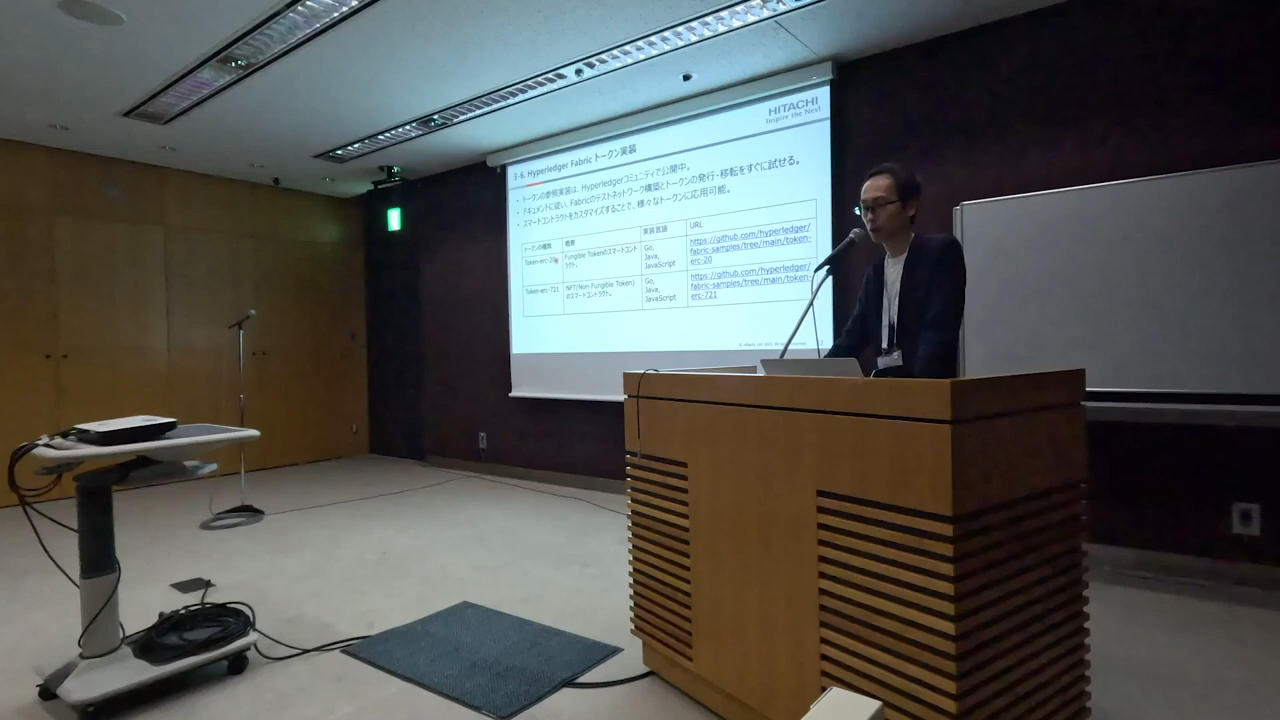 HITACHI
Inspire the Next
3-6. Hyperledger Fabric トークン実装
• トークンの参照実装は、Hyperledgerコミュニティで公開中。
• ドキュメントに従い、Fabricのテストネットワーク構築とトークンの発行・移転をすぐに試せる。
• スマートコントラクトをカスタマイズすることで、様々なトークンに応用可能。
トークンの種類 概要 実装言語 URL
Token-erc-20 Fungible Tokenのスマートコント
ラクト。
Go,
Java,
JavaScript
https://github.com/hyperledger/
fabric-samples/tree/main/token-
erc-20
Token-erc-721 NFT(Non-Fungible Token)
のスマートコントラクト。
Go,
Java,
JavaScript
https://github.com/hyperledger/
fabric-samples/tree/main/token-
erc-721